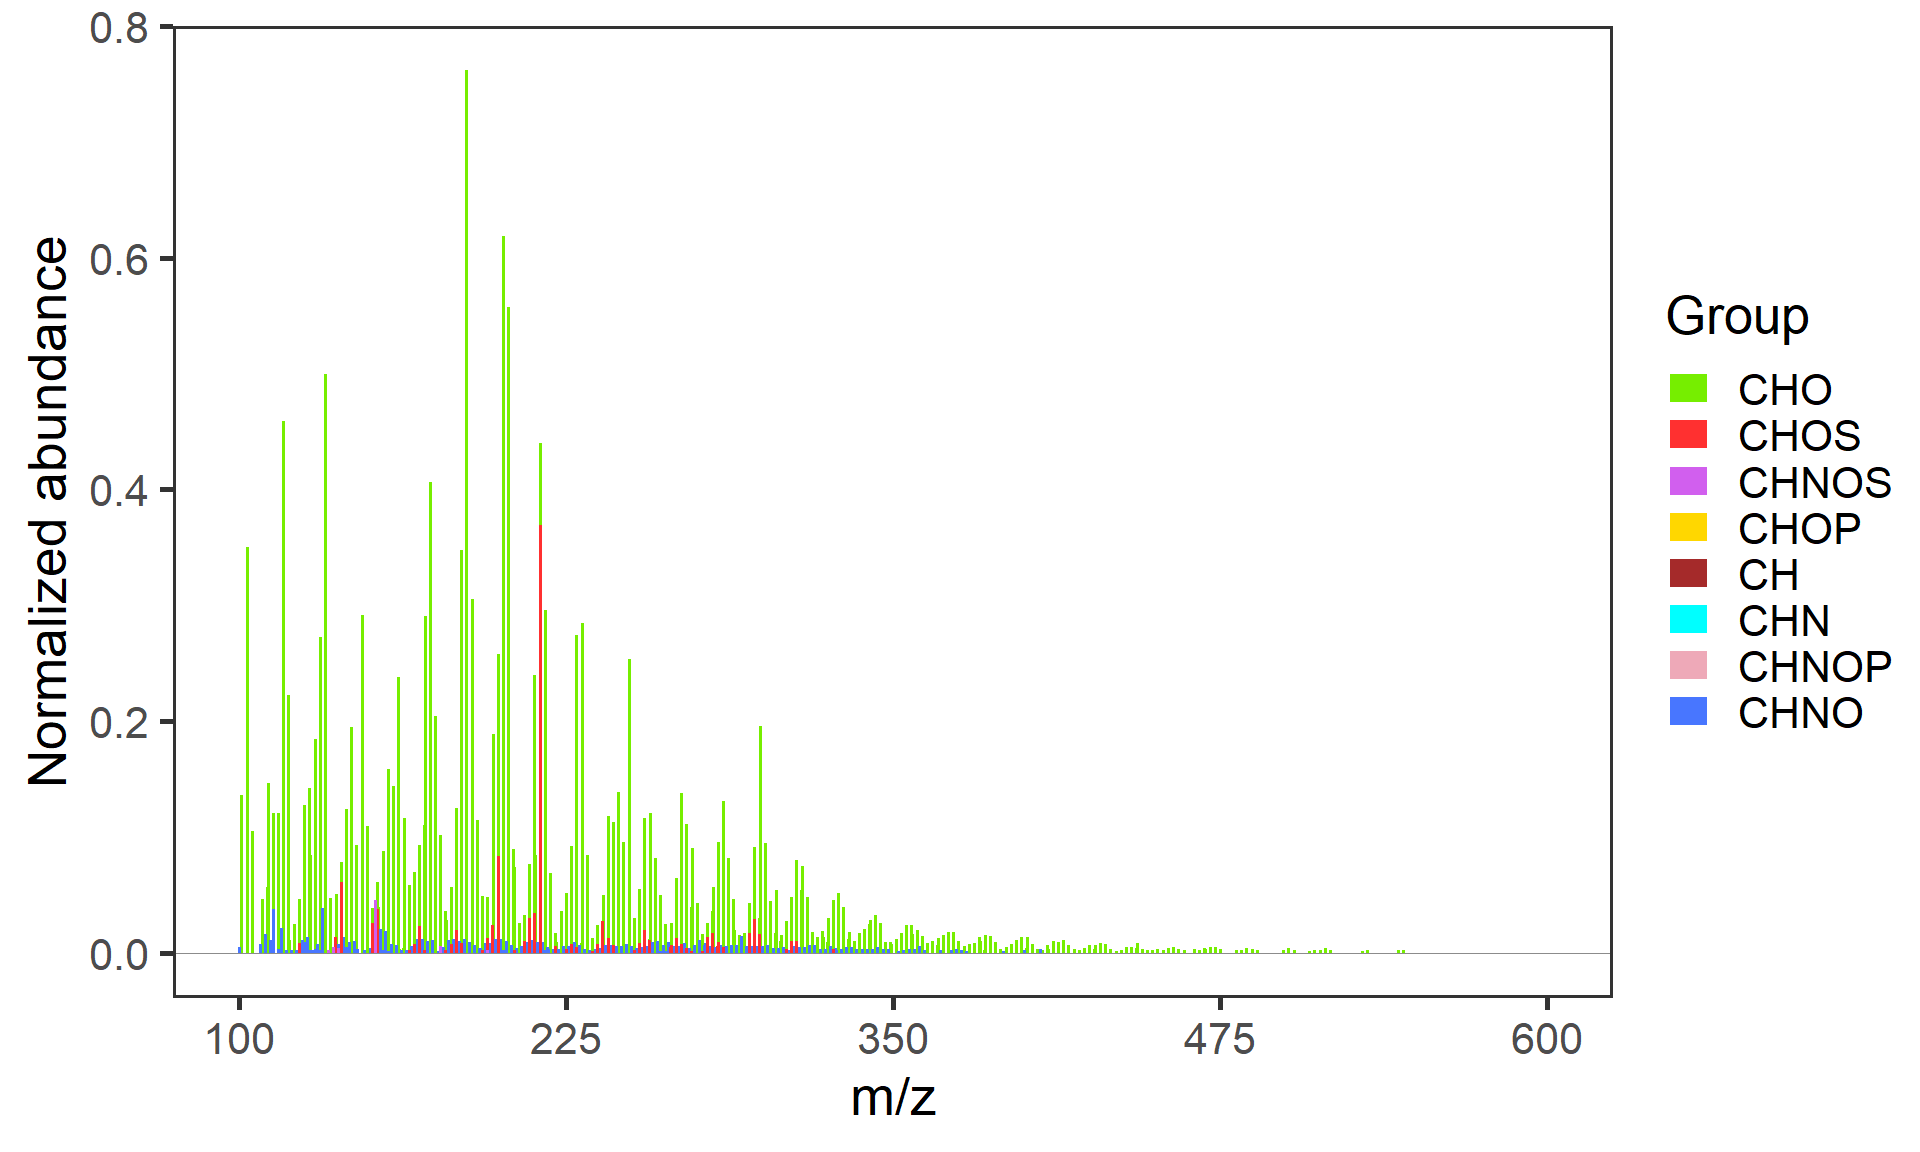 Normalized abundance
0.8
0.6
0.4
0.2
0.0
100 225 350 475 600
m/z
Group
CHO
CHOS
CHNOS
CHOP
CH
CHN
CHNOP
CHNO